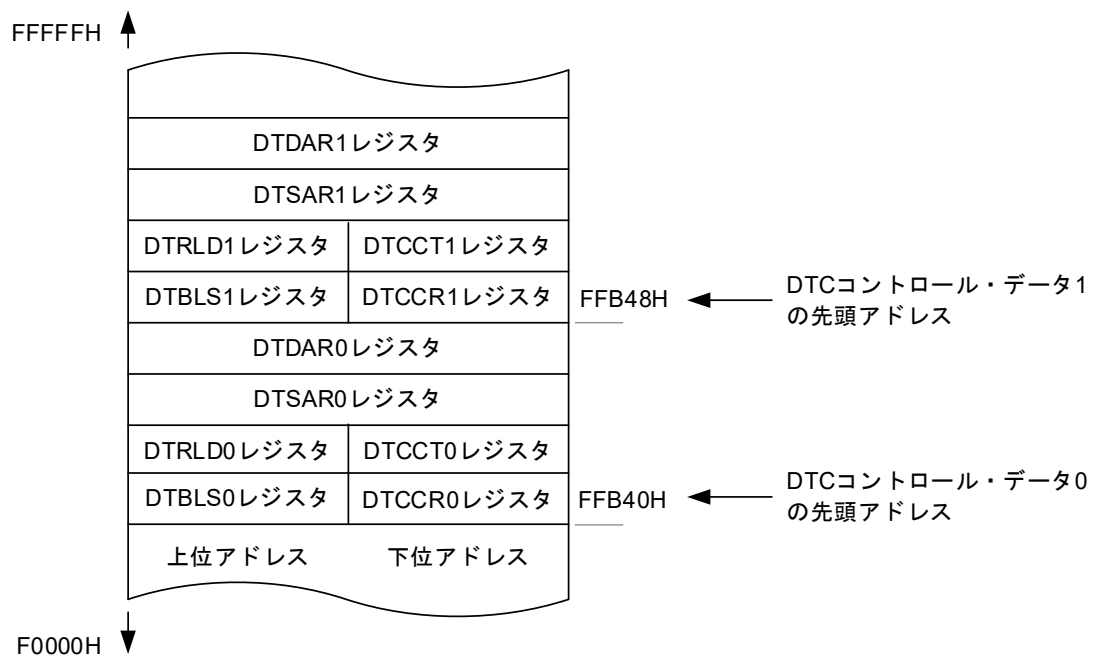 FFFFFH
DTDAR1レジスタ
DTSAR1レジスタ
DTRLD1レジスタ DTCCT1レジスタ
DTBLS1レジスタ DTCCR1レジスタ FFB48H DTCコントロール・データ1
の先頭アドレス
DTDAR0レジスタ
DTSAR0レジスタ
DTRLD0レジスタ DTCCT0レジスタ
DTBLS0レジスタ DTCCR0レジスタ FFB40H DTCコントロール・データ0
の先頭アドレス
上位アドレス 下位アドレス
F0000H